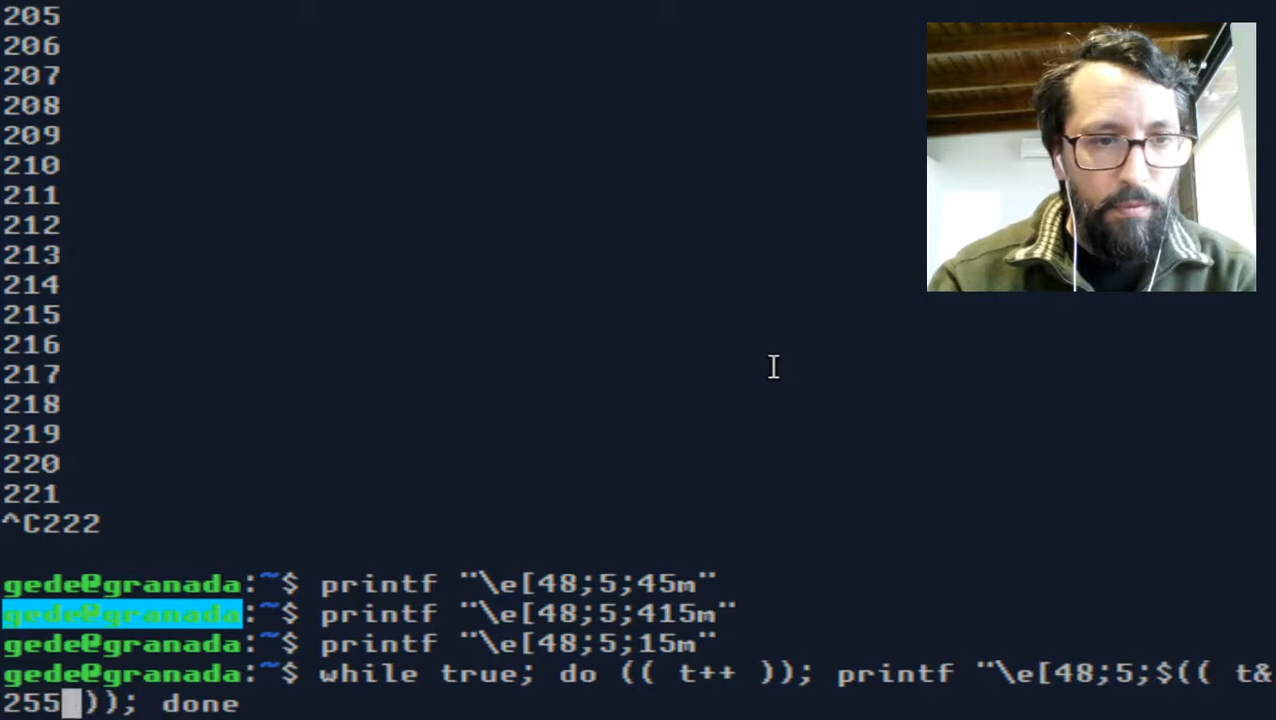 205
206
207
208
209
210
211
212
213
214
215
216
217
218
219
220
221
^C222
gede@granada:~$ printf "\e[48;5;45m"
gede@granada:~$ printf "\e[48;5;415m"
gede@granada:~$ printf "\e[48;5;15m"
gede@granada:~$ while true; do (( t++ )); printf "\e[48;5;$(( t&
255 )); done